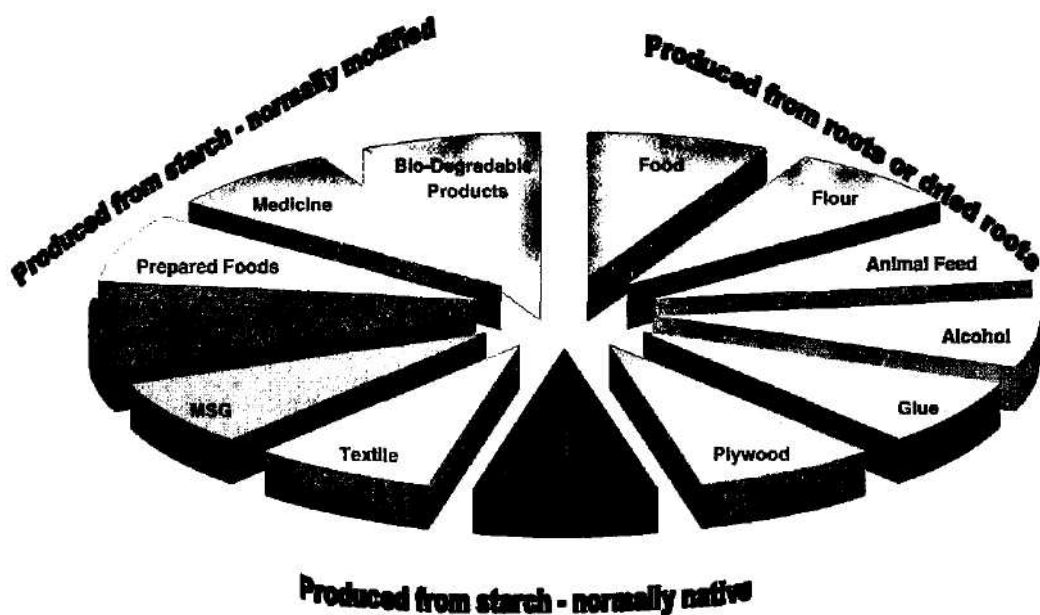 Produced from starch - normally modified
Produced from roots or dried roots
Bio-Degradable
Products
Food
Medicine
Flour
Prepared Foods
Animal Feed
Alcohol
MSG
Glue
Textile
Plywood
Produced from starch - normally native